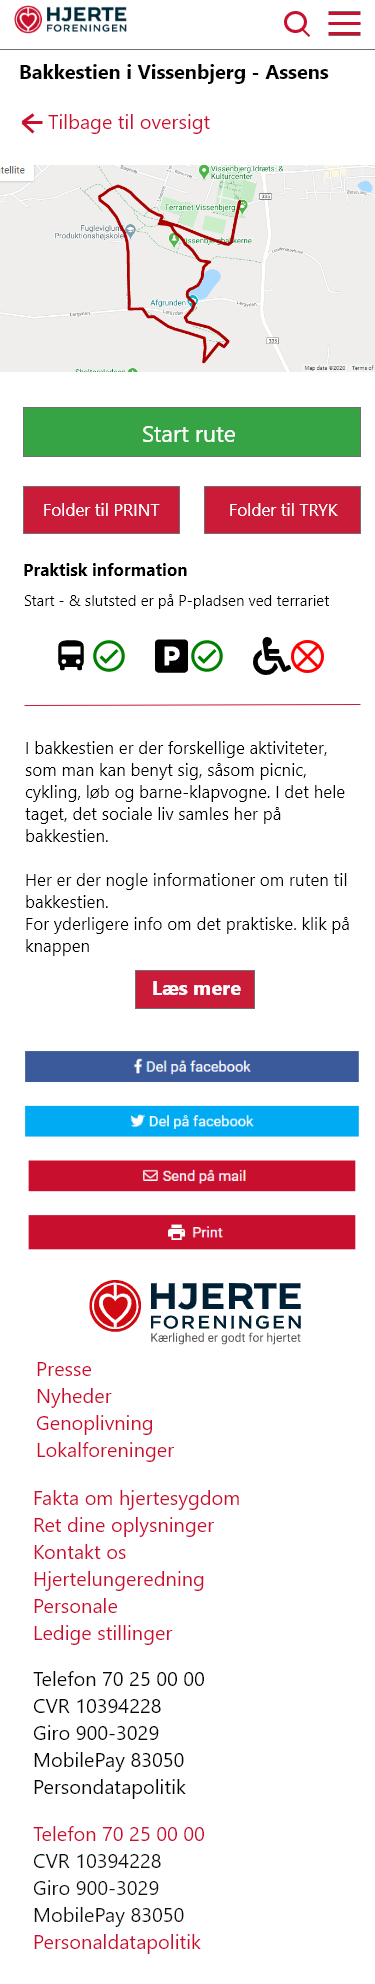 HJERTE
FORENINGEN
Bakkestien i Vissenbjerg - Assens
Tilbage til oversigt
tellite
Vissenbjerg Idræts- &
Kulturcenter
335
Terrariet Vissenbjerg
Fugleviglund
Produktionshøjskole
Vissenbjerg
kkerne
Afgrunden
Langesøvej
335
Map data ©2020 Terms of
Start rute
Folder til PRINT Folder til TRYK
Praktisk information
Start - & slutsted er på P-pladsen ved terrariet
P
I bakkestien er der forskellige aktiviteter,
som man kan benyt sig, såsom picnic,
cykling, løb og barne-klapvogne. I det hele
taget, det sociale liv samles her på
bakkestien.
Her er der nogle informationer om ruten til
bakkestien.
For yderligere info om det praktiske. klik på
knappen
Læs mere
Del på facebook
Del på facebook
Send på mail
Print
HJERTE
FORENINGEN
Kærlighed er godt for hjertet
Presse
Nyheder
Genoplivning
Lokalforeninger
Fakta om hjertesygdom
Ret dine oplysninger
Kontakt os
Hjertelungeredning
Personale
Ledige stillinger
Telefon 70 25 00 00
CVR 10394228
Giro 900-3029
MobilePay 83050
Persondatapolitik
Telefon 70 25 00 00
CVR 10394228
Giro 900-3029
MobilePay 83050
Personaldatapolitik